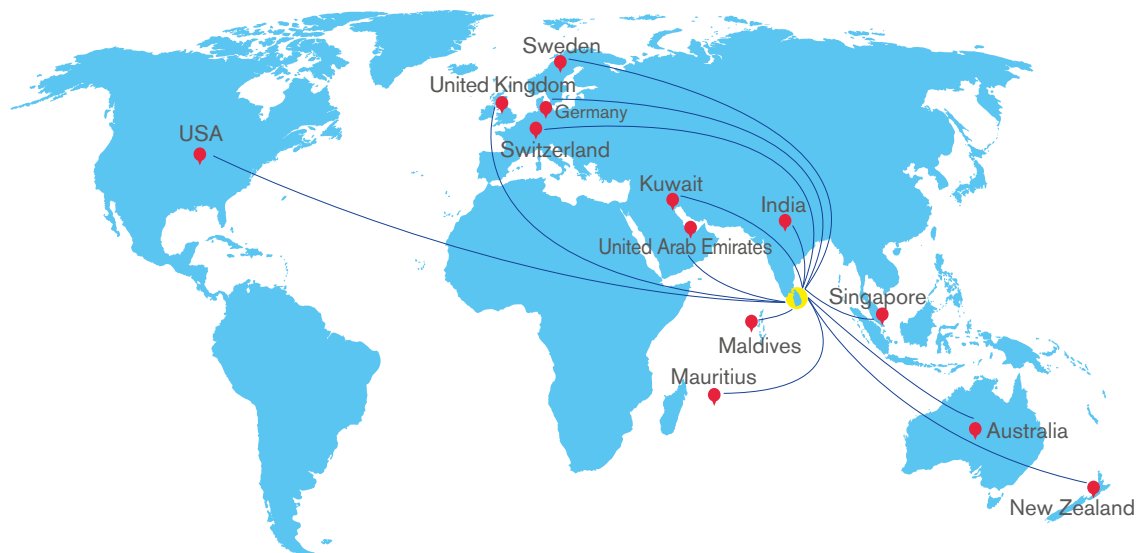 Sweden
United Kingdom
Germany
USA
Switzerland
Kuwait
India
United Arab Emirates
Singapore
Maldives
Mauritius
Australia
New Zealand